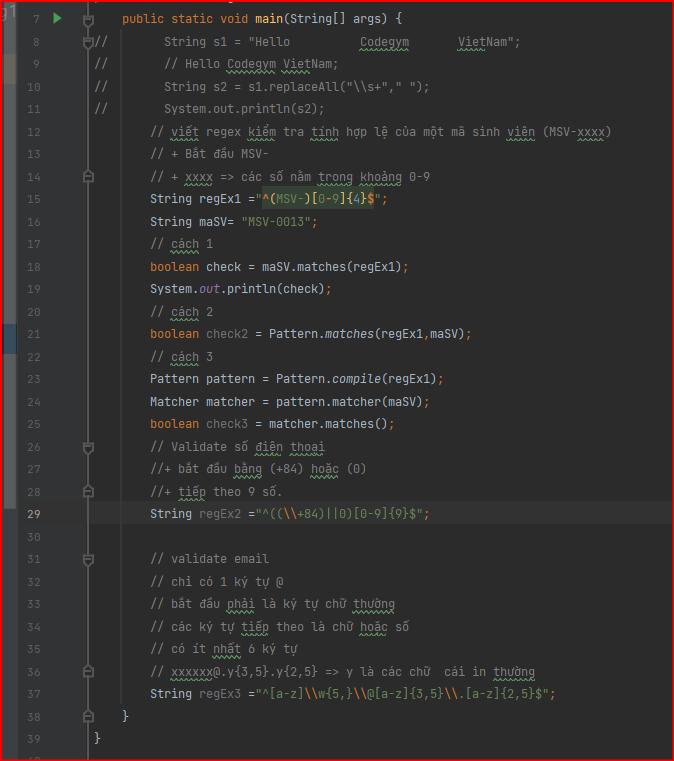 g1
7 public static void main(String[] args) {
8 // String s1 = "Hello Codegym VietNam";
9 // // Hello Codegym VietNam;
10 // String s2 = s1.replaceAll("\\s+"," ");
11 // System.out.println(s2);
12 // viết regex kiểm tra tính hợp lệ của một mã sinh viên (MSV-xxxx)
13 // + Bắt đầu MSV-
14 // + xxxx => các số nằm trong khoảng 0-9
15 String regEx1 ="^(MSV-)[0-9]{4}$";
16 String maSV= "MSV-0013";
17 // cách 1
18 boolean check = maSV.matches(regEx1);
19 System.out.println(check);
20 // cách 2
21 boolean check2 = Pattern.matches(regEx1,maSV);
22 // cách 3
23 Pattern pattern = Pattern.compile(regEx1);
24 Matcher matcher = pattern.matcher(maSV);
25 boolean check3 = matcher.matches();
26 // Validate số điện thoại
27 //+ bắt đầu bằng (+84) hoặc (0)
28 //+ tiếp theo 9 số.
29 String regEx2 ="^((\\+84)||0)[0-9]{9}$";
30
31 // validate email
32 // chỉ có 1 ký tự @
33 // bắt đầu phải là ký tự chữ thường
34 // các ký tự tiếp theo là chữ hoặc số
35 // có ít nhất 6 ký tự
36 // xxxxxx@.y{3,5}.y{2,5} => y là các chữ cái in thường
37 String regEx3 ="^[a-z]\\w{5,}\\@[a-z]{3,5}\\.[a-z]{2,5}$";
38 }
39 }